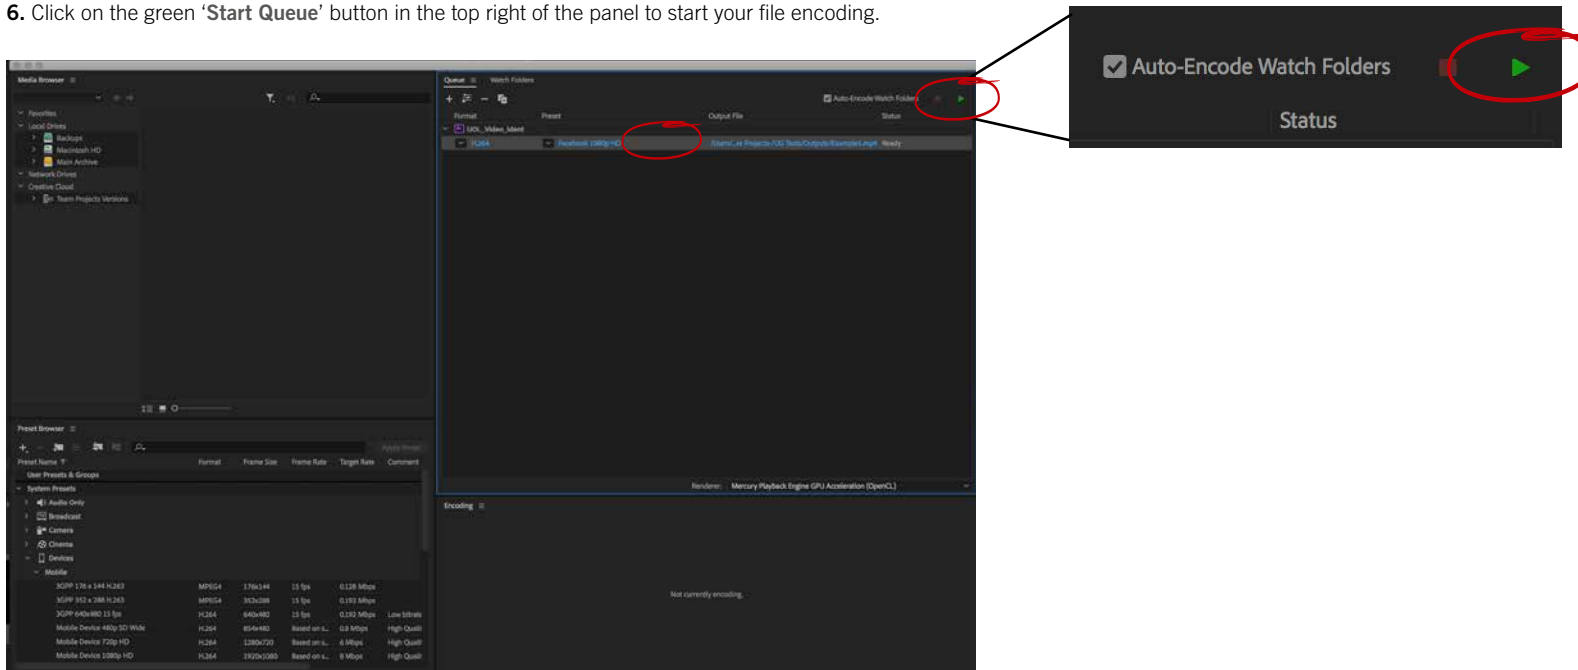 6. Click on the green ‘Start Queue’ button in the top right of the panel to start your file encoding.
Auto-Encode Watch Folders
Status
Media Browser
Favorites
Local Drives
Backups
Macintosh HD
Main Archive
Network Drives
Creative Cloud
Team Projects Versions
Queue Watch Folders
Auto-Encode Watch Folders
Format Preset Output File Status
UOL_Video_Ident
H.264 Facebook 1080p HD Ready
Renderer: Mercury Playback Engine GPU Acceleration (OpenCL)
Preset Browser
Apply Preset
Preset Name Format Frame Size Frame Rate Target Rate Comment
User Presets & Groups
System Presets
Audio Only
Broadcast
Camera
Cinema
Devices
Mobile
3GPP 176 x 144 H.263 MPEG4 176x144 15 fps 0.128 Mbps
3GPP 352 x 288 H.263 MPEG4 352x288 15 fps 0.192 Mbps
3GPP 640x480 15 fps H.264 640x480 15 fps 0.192 Mbps Low bitrate
Mobile Device 480p SD Wide H.264 854x480 Based on s... 0.8 Mbps High Quali
Mobile Device 720p HD H.264 1280x720 Based on s... 4 Mbps High Quali
Mobile Device 1080p HD H.264 1920x1080 Based on s... 8 Mbps High Quali
Encoding
Not currently encoding.